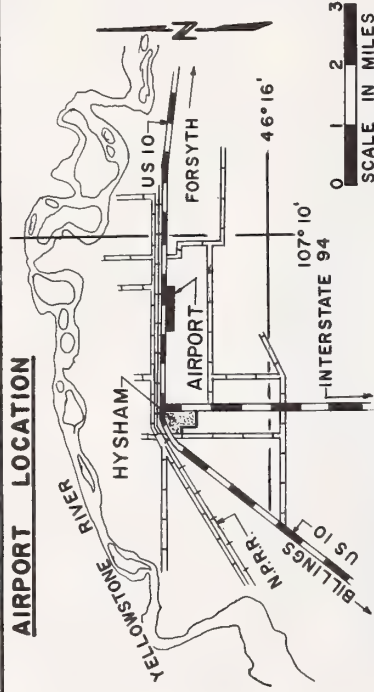 AIRPORT LOCATION
YELLOWSTONE RIVER
HYSHAM
US 10
FORSYTH
N
AIRPORT
N.P.R.R.
46° 16'
107° 10'
BILLINGS
US 10
INTERSTATE 94
0 1 2 3
SCALE IN MILES